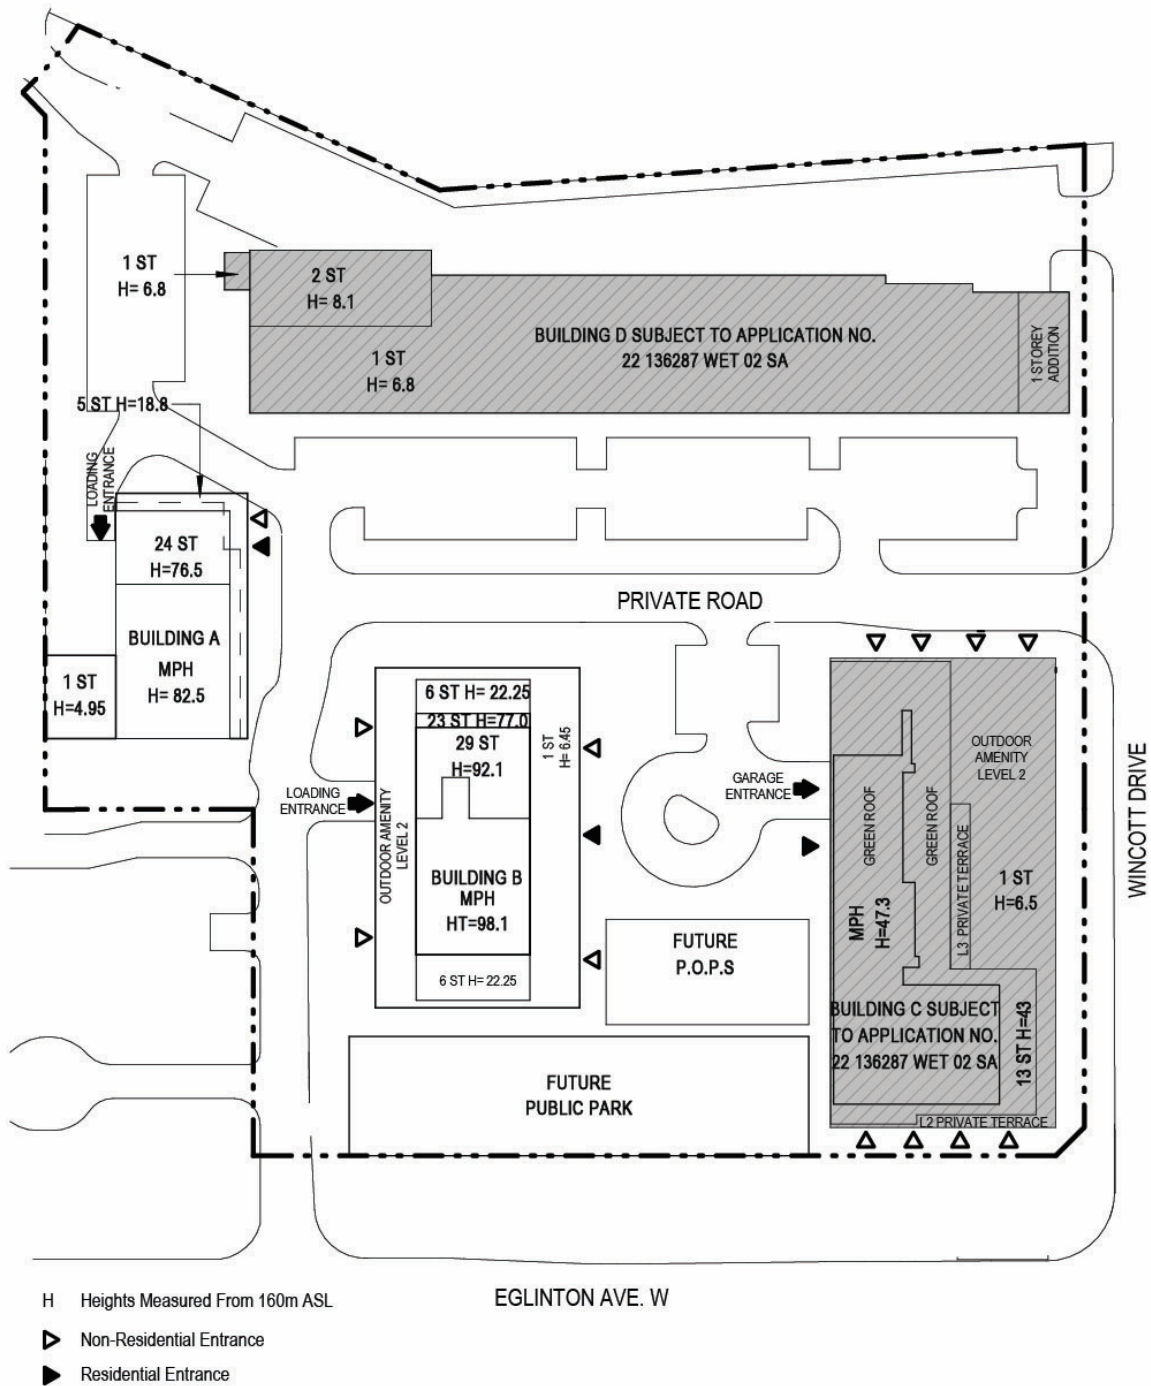 1 ST
H= 6.8
2 ST
H= 8.1
BUILDING D SUBJECT TO APPLICATION NO.
22 136287 WET 02 SA
1 ST
H= 6.8
1 STOREY
ADDITION
5 ST H=18.8
LOADING
ENTRANCE
24 ST
H=76.5
BUILDING A
MPH
H= 82.5
1 ST
H=4.95
PRIVATE ROAD
6 ST H= 22.25
23 ST H=77.0
29 ST
H=92.1
1 ST
H= 6.45
LOADING
ENTRANCE
OUTDOOR AMENITY
LEVEL 2
BUILDING B
MPH
HT=98.1
6 ST H= 22.25
GARAGE
ENTRANCE
OUTDOOR
AMENITY
LEVEL 2
GREEN ROOF
GREEN ROOF
L3 PRIVATE TERRACE
1 ST
H=6.5
MPH
H=47.3
BUILDING C SUBJECT
TO APPLICATION NO.
22 136287 WET 02 SA
13 ST H=43
L2 PRIVATE TERRACE
WINCOTT DRIVE
FUTURE
P.O.P.S
FUTURE
PUBLIC PARK
EGLINTON AVE. W
H Heights Measured From 160m ASL
Non-Residential Entrance
Residential Entrance